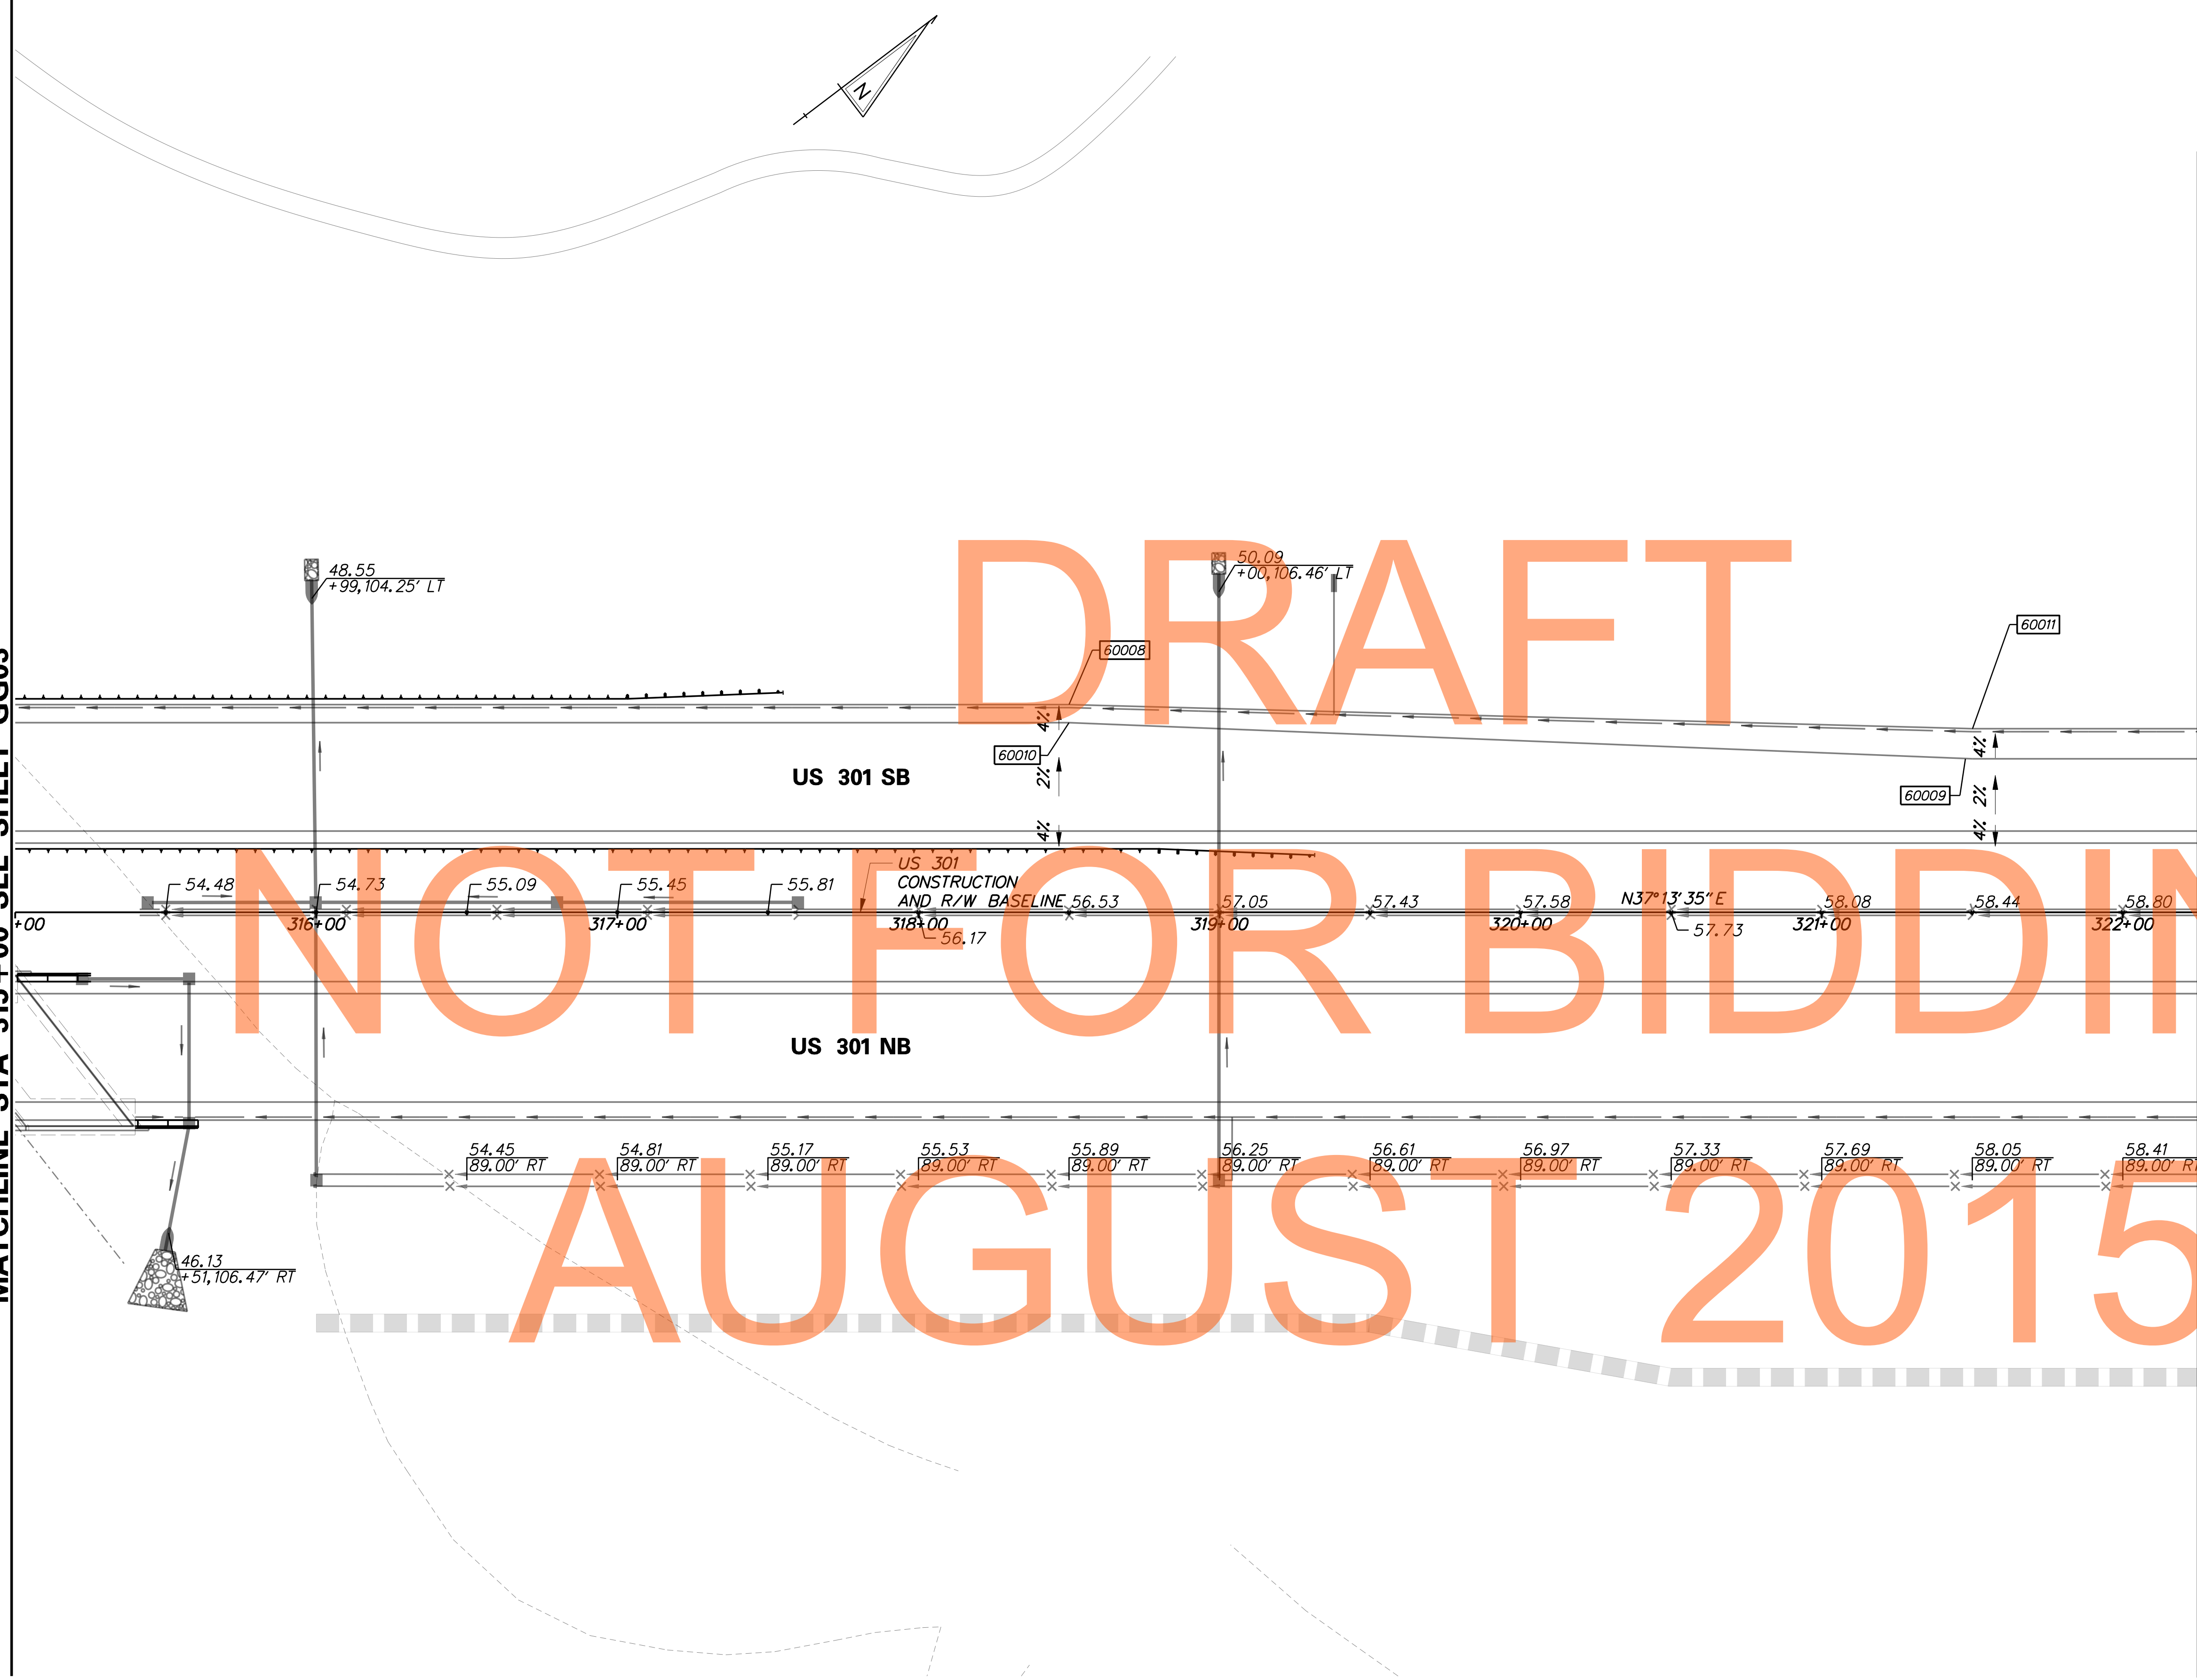 N
DRAFT
48.55
+99,104.25' LT
50.09
+00,106.46' LT
60011
60008
4%
60010
US 301 SB
2%
4%
4%
60009
2%
4%
NOT FOR BIDDIN
US 301
CONSTRUCTION
AND R/W BASELINE
54.48
54.73
55.09
55.45
55.81
56.53
57.05
57.43
57.58
N37°13'35"E
58.08
58.44
58.80
+00
316+00
317+00
318+00
56.17
319+00
320+00
57.73
321+00
322+00
US 301 NB
54.45
89.00' RT
54.81
89.00' RT
55.17
89.00' RT
55.53
89.00' RT
55.89
89.00' RT
56.25
89.00' RT
56.61
89.00' RT
56.97
89.00' RT
57.33
89.00' RT
57.69
89.00' RT
58.05
89.00' RT
58.41
89.00' RT
AUGUST 2015
46.13
+51,106.47' RT